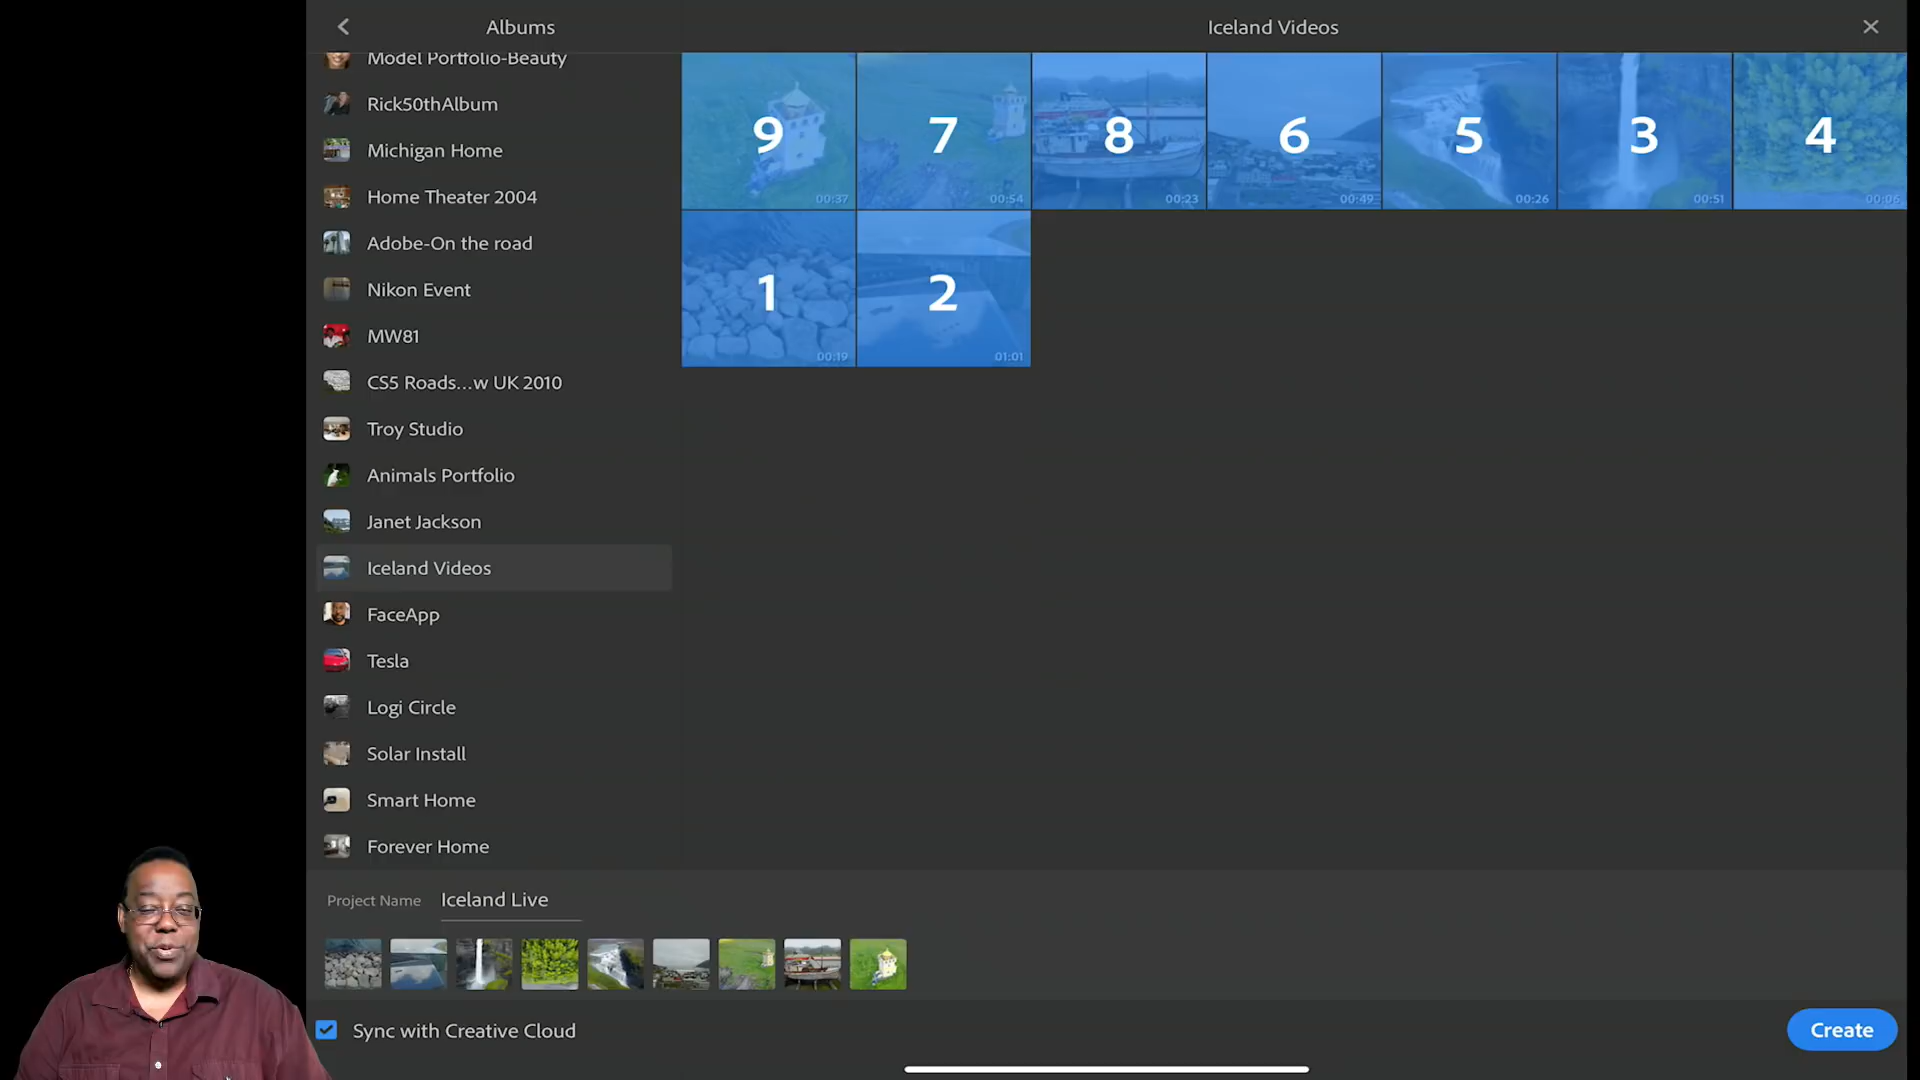 Albums
Iceland Videos
Model Portfolio-Beauty
Rick50thAlbum
Michigan Home
Home Theater 2004
Adobe-On the road
Nikon Event
MW81
CS5 Roads...w UK 2010
Troy Studio
Animals Portfolio
Janet Jackson
Iceland Videos
FaceApp
Tesla
Logi Circle
Solar Install
Smart Home
Forever Home
9
00:37
7
00:54
8
00:23
6
00:49
5
00:26
3
00:51
4
00:06
1
00:19
2
01:01
Project Name Iceland Live
Sync with Creative Cloud
Create